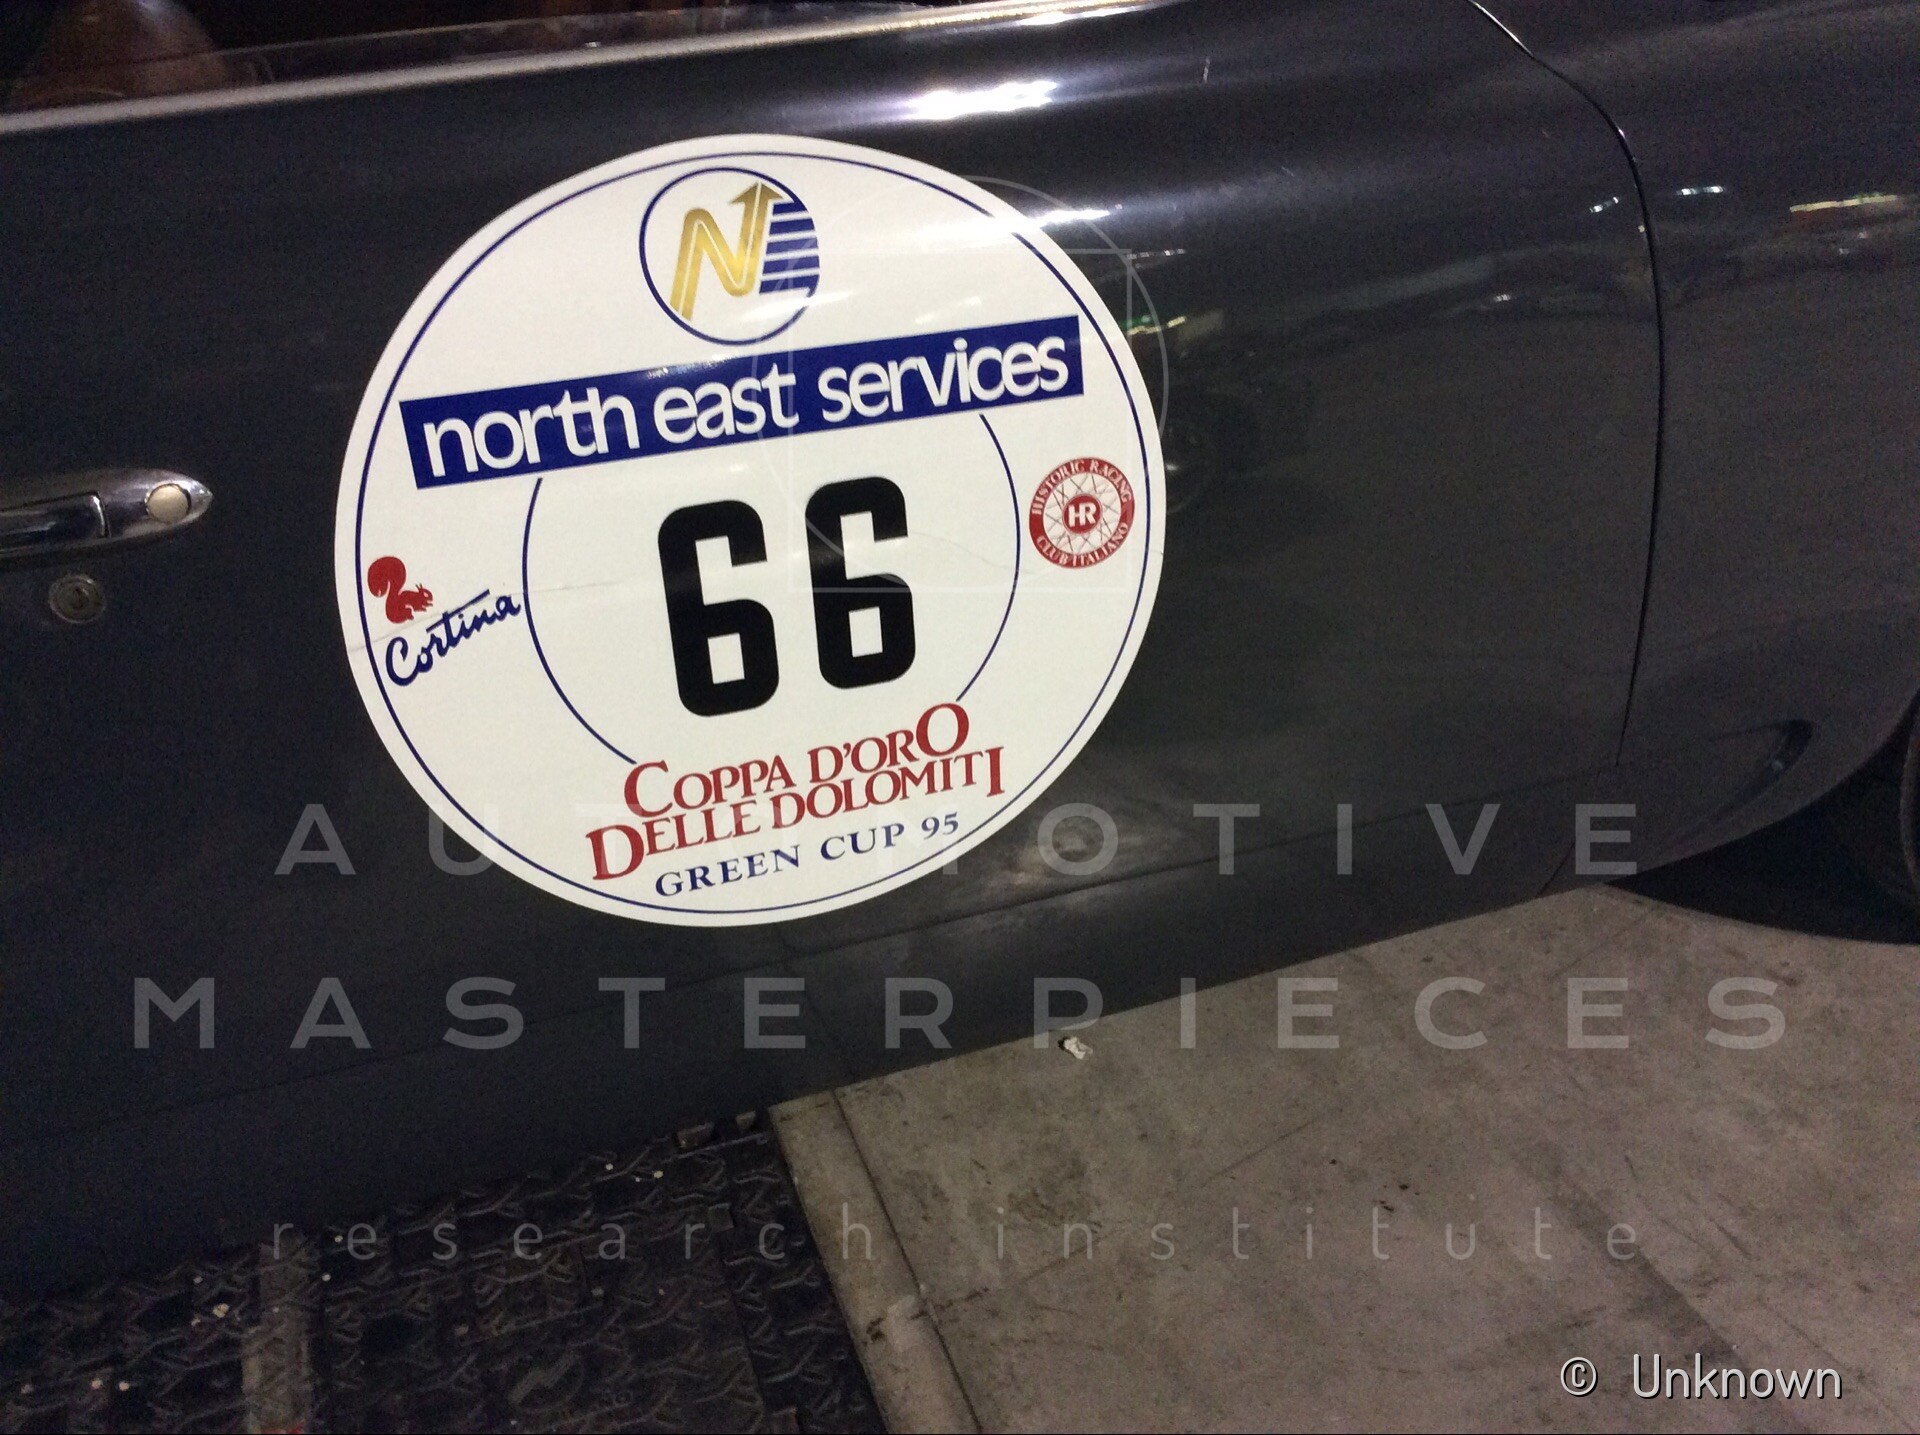 N
north east services
66
HISTORIC RACING
HR
CLUB ITALIANO
Cortina
COPPA D'ORO
DELLE DOLOMITI
GREEN CUP 95
AUTOMOTIVE
MASTERPIECES
research institute
© Unknown